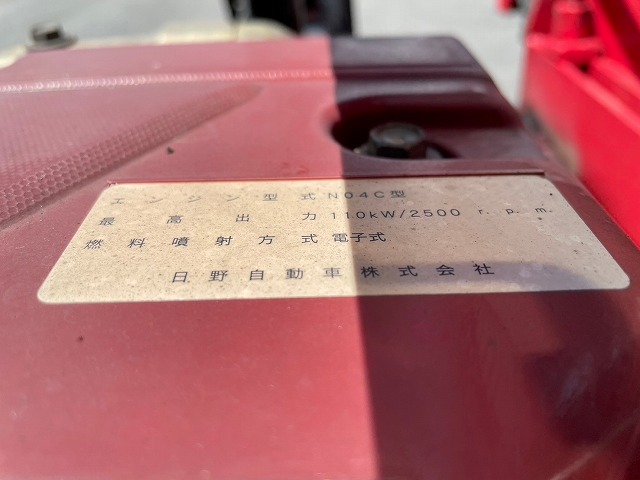 エンジン型式 N04C型
最高出力 110kW/2500 r.p.m.
燃料噴射方式 電子式
日野自動車株式会社